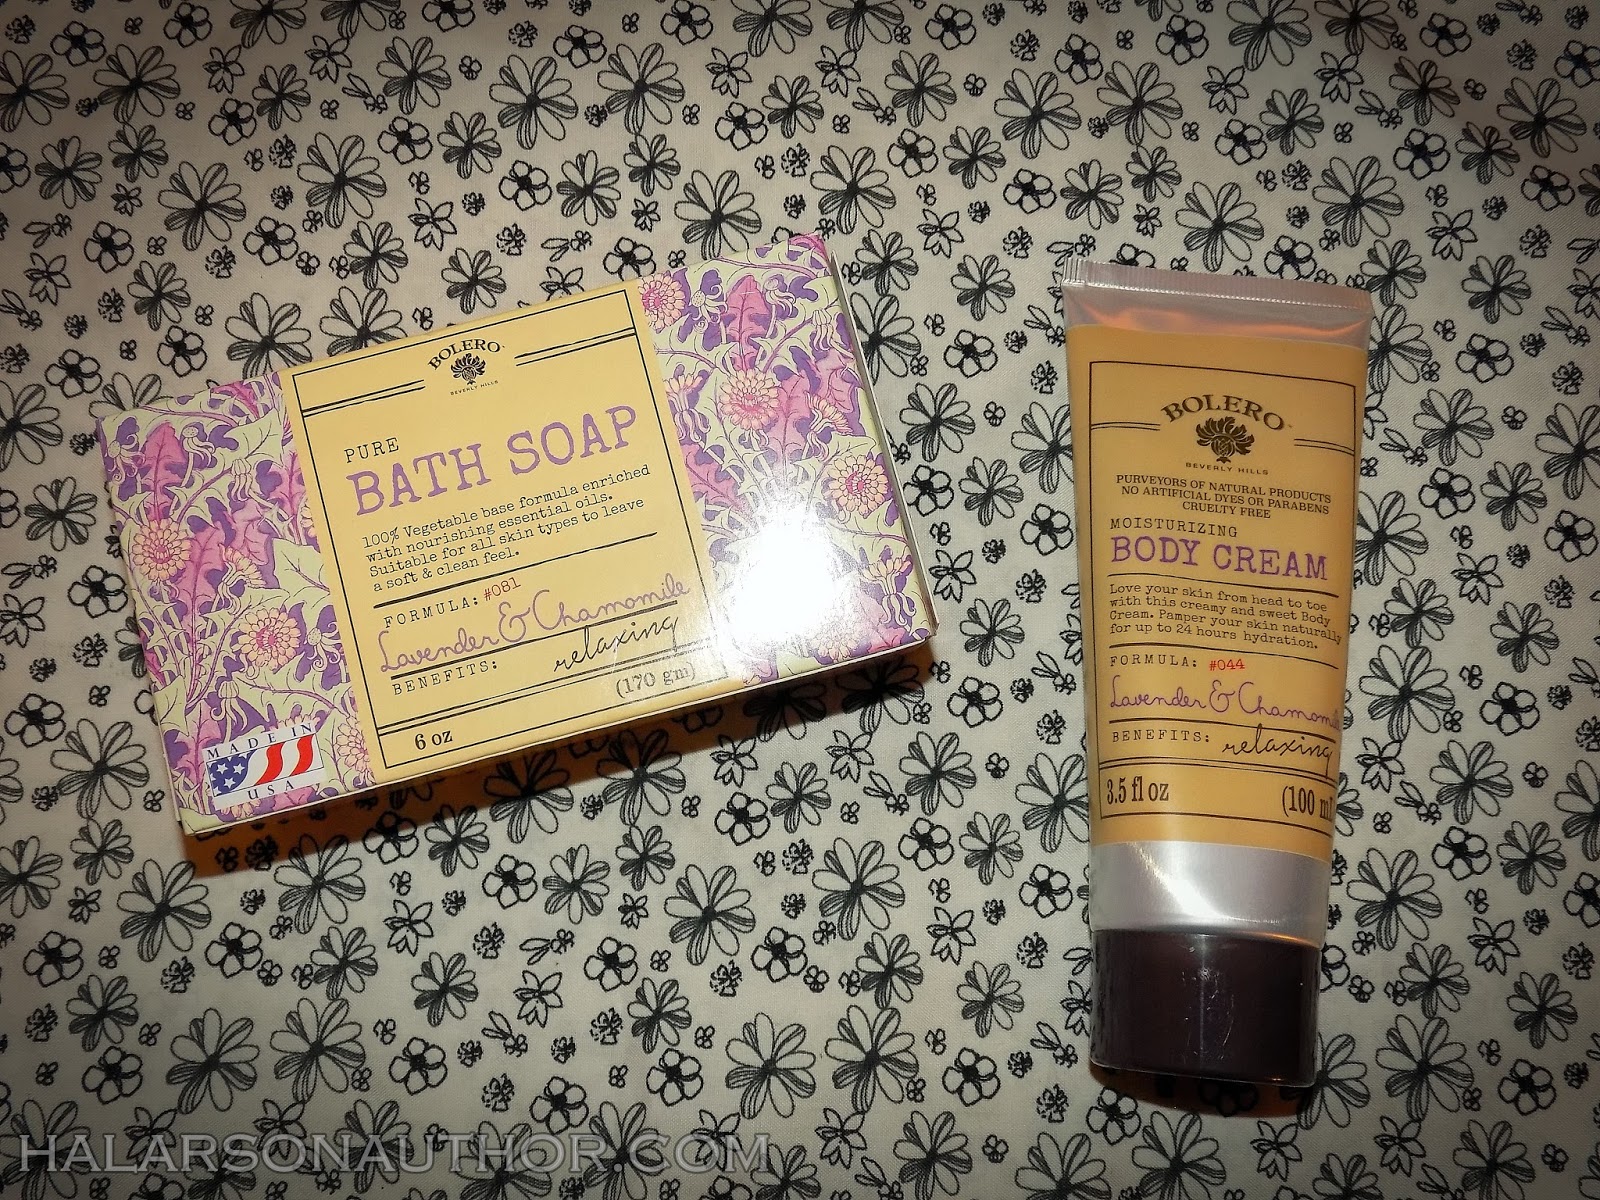 BOLERO
BEVERLY HILLS
PURE
BATH SOAP
100% Vegetable base formula enriched
with nourishing essential oils.
Suitable for all skin types to leave
a soft & clean feel.
FORMULA: #081
Lavender & Chamomile
BENEFITS: relaxing
6 oz (170 gm)
MADE IN
USA
BOLERO
BEVERLY HILLS
PURVEYORS OF NATURAL PRODUCTS
NO ARTIFICIAL DYES OR PARABENS
CRUELTY FREE
MOISTURIZING
BODY CREAM
Love your skin from head to toe
with this creamy and sweet Body
Cream. Pamper your skin naturally
for up to 24 hours hydration.
FORMULA: #044
Lavender & Chamomile
BENEFITS: relaxing
3.5 fl oz (100 ml
HALARSONAUTHOR.COM